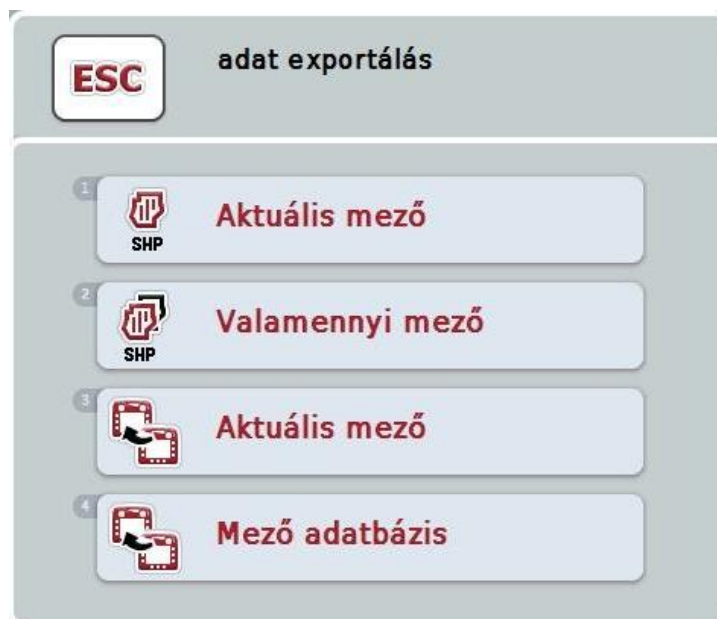 ESC
adat exportálás
1
SHP
Aktuális mező
2
SHP
Valamennyi mező
3
Aktuális mező
4
Mező adatbázis